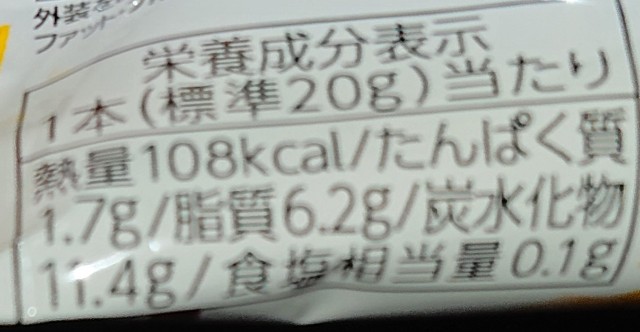 外装を
ファット
栄養成分表示
1本(標準20g)当たり
熱量108kcal/たんぱく質
1.7g/脂質6.2g/炭水化物
11.4g/食塩相当量0.1g